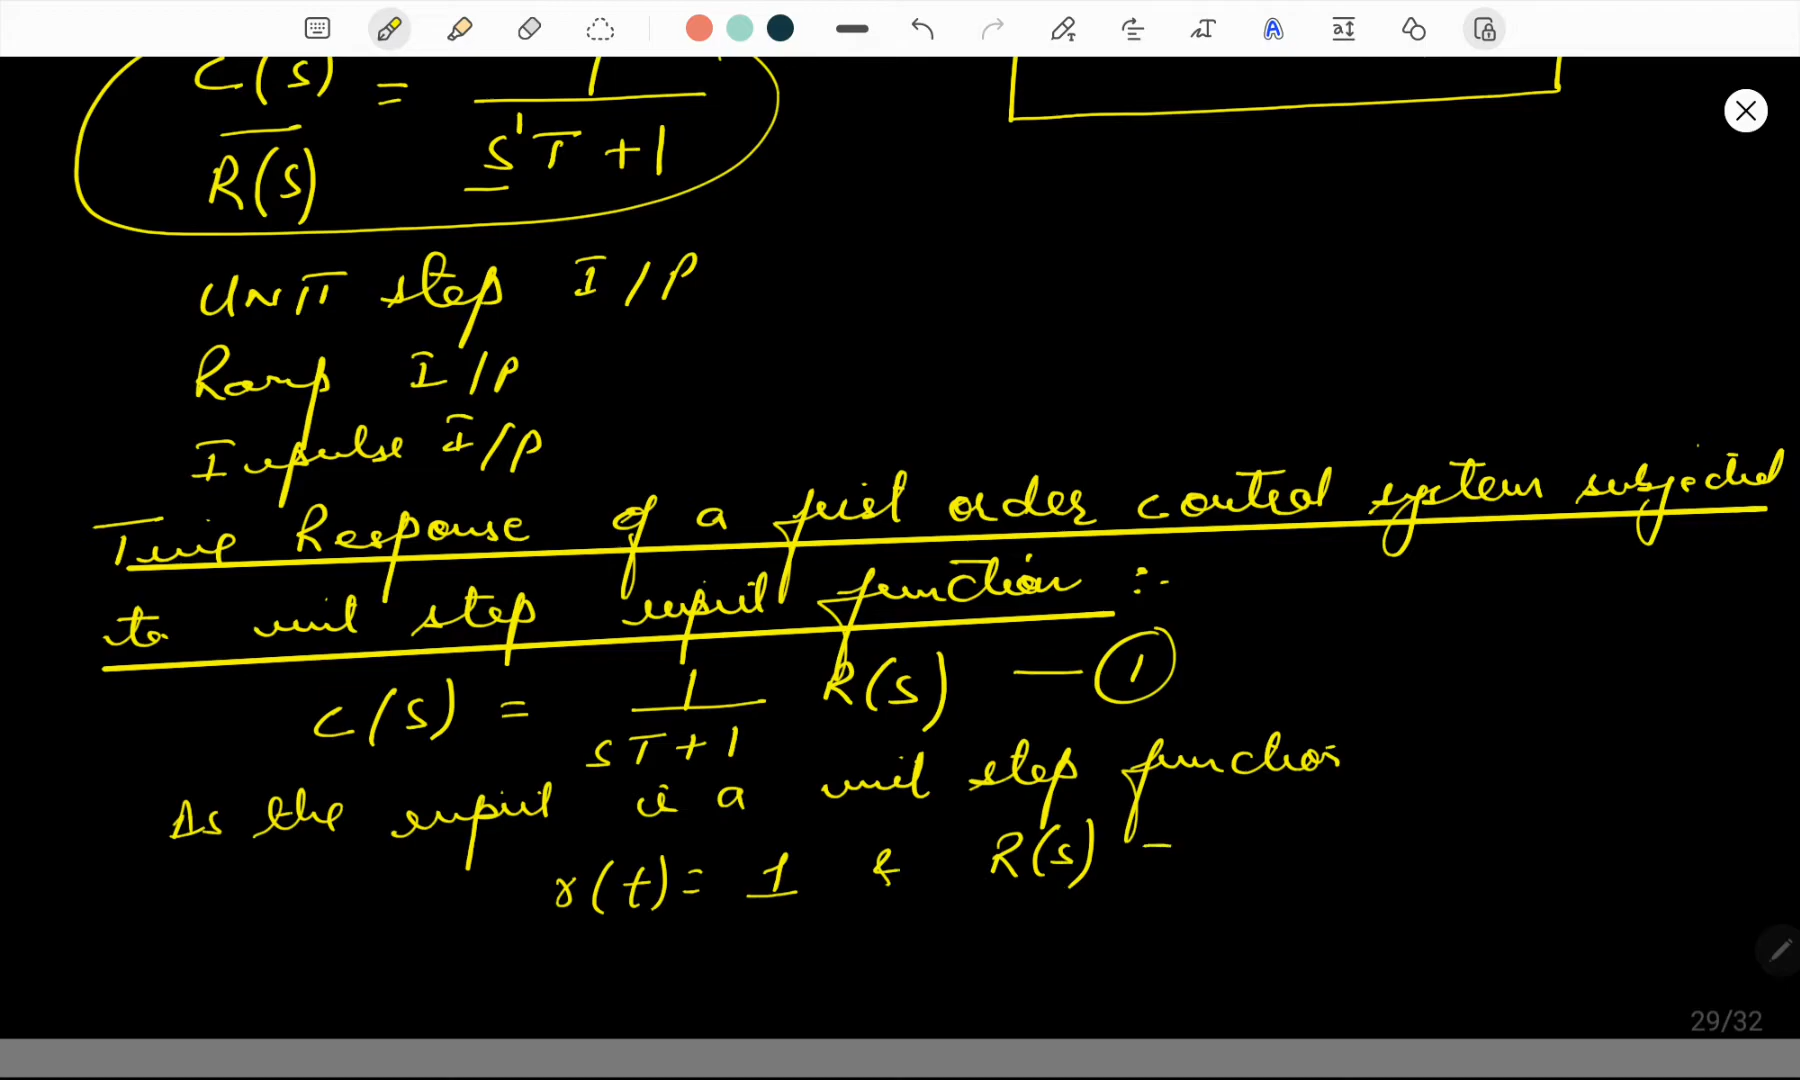 C(s) = 1
R(s) s¹T + 1
UNIT step I/P
Ramp I/P
Impulse I/P
Time Response of a first order control system subjected
to unit step input function :-
C(s) = 1 R(s) — ①
sT + 1
As the input is a unit step function
r(t) = 1 & R(s) -
29/32